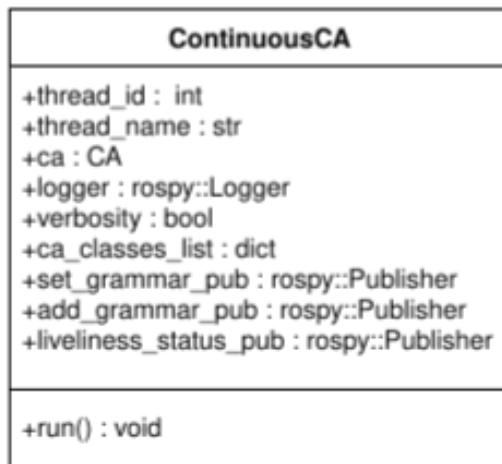 ContinuousCA
+thread_id : int
+thread_name : str
+ca : CA
+logger : rospy::Logger
+verbosity : bool
+ca_classes_list : dict
+set_grammar_pub : rospy::Publisher
+add_grammar_pub : rospy::Publisher
+liveliness_status_pub : rospy::Publisher
+run() : void